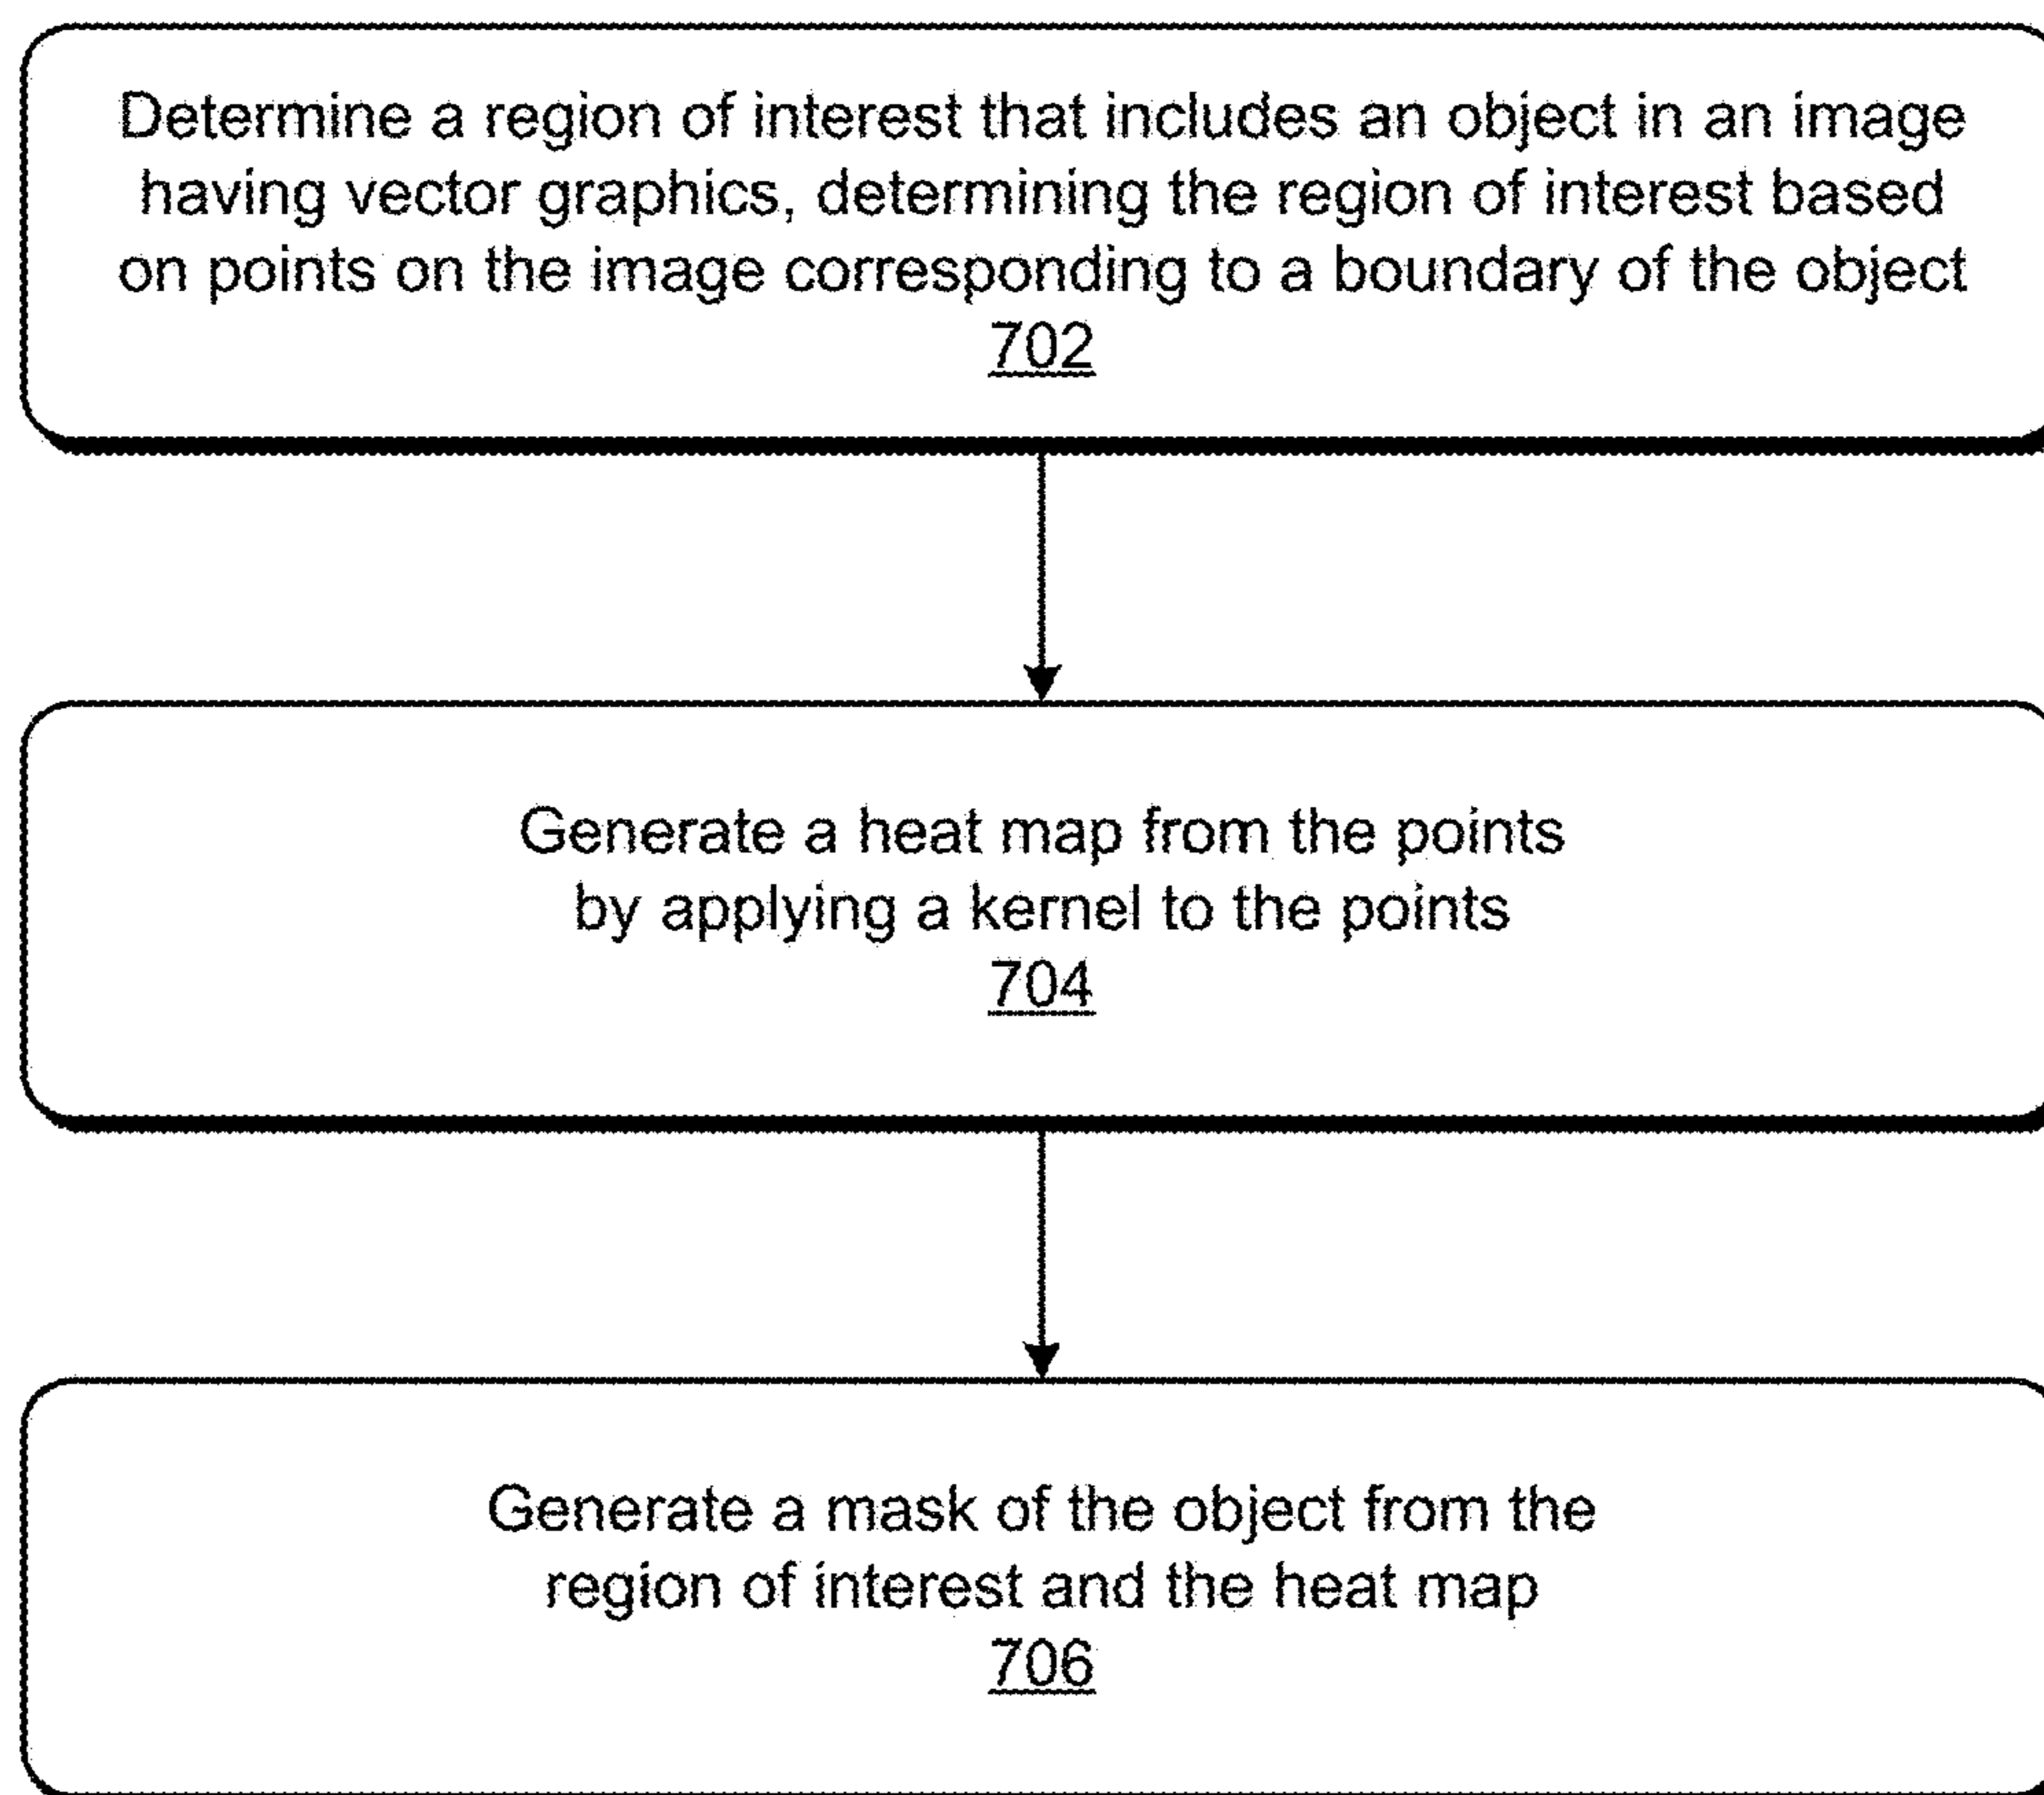 Determine a region of interest that includes an object in an image
having vector graphics, determining the region of interest based
on points on the image corresponding to a boundary of the object
702
Generate a heat map from the points
by applying a kernel to the points
704
Generate a mask of the object from the
region of interest and the heat map
706